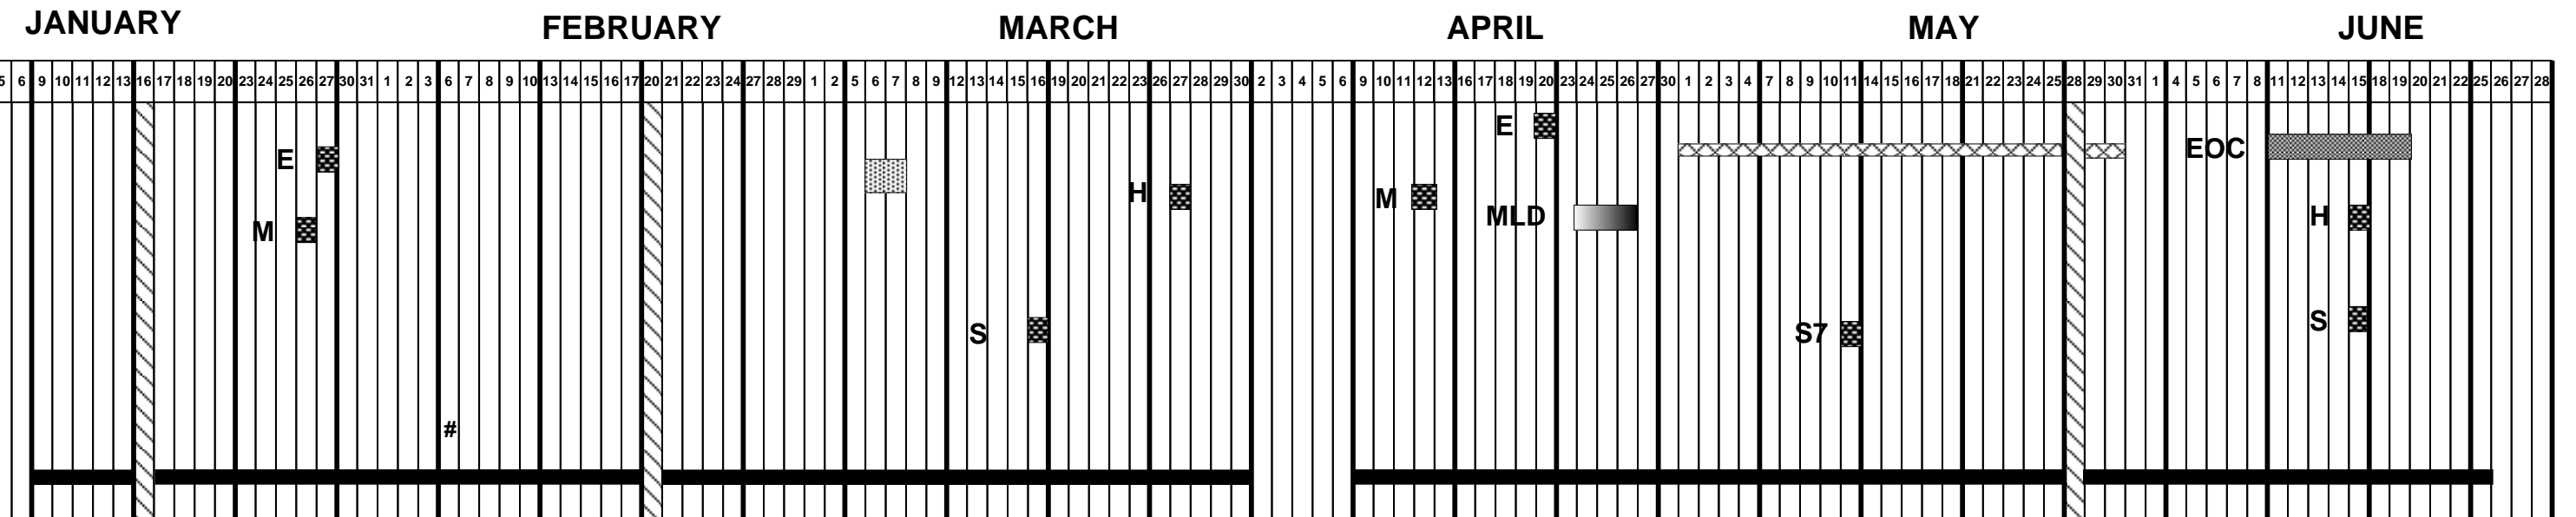 JANUARY FEBRUARY MARCH APRIL MAY JUNE
5 6 9 10 11 12 13 16 17 18 19 20 23 24 25 26 27 30 31 1 2 3 6 7 8 9 10 13 14 15 16 17 20 21 22 23 24 27 28 29 1 2 5 6 7 8 9 12 13 14 15 16 19 20 21 22 23 26 27 28 29 30 2 3 4 5 6 9 10 11 12 13 16 17 18 19 20 23 24 25 26 27 30 1 2 3 4 7 8 9 10 11 14 15 16 17 18 21 22 23 24 25 28 29 30 31 1 4 5 6 7 8 11 12 13 14 15 18 19 20 21 22 25 26 27 28
E
E EOC
H M
M MLD H
S S7 S
#